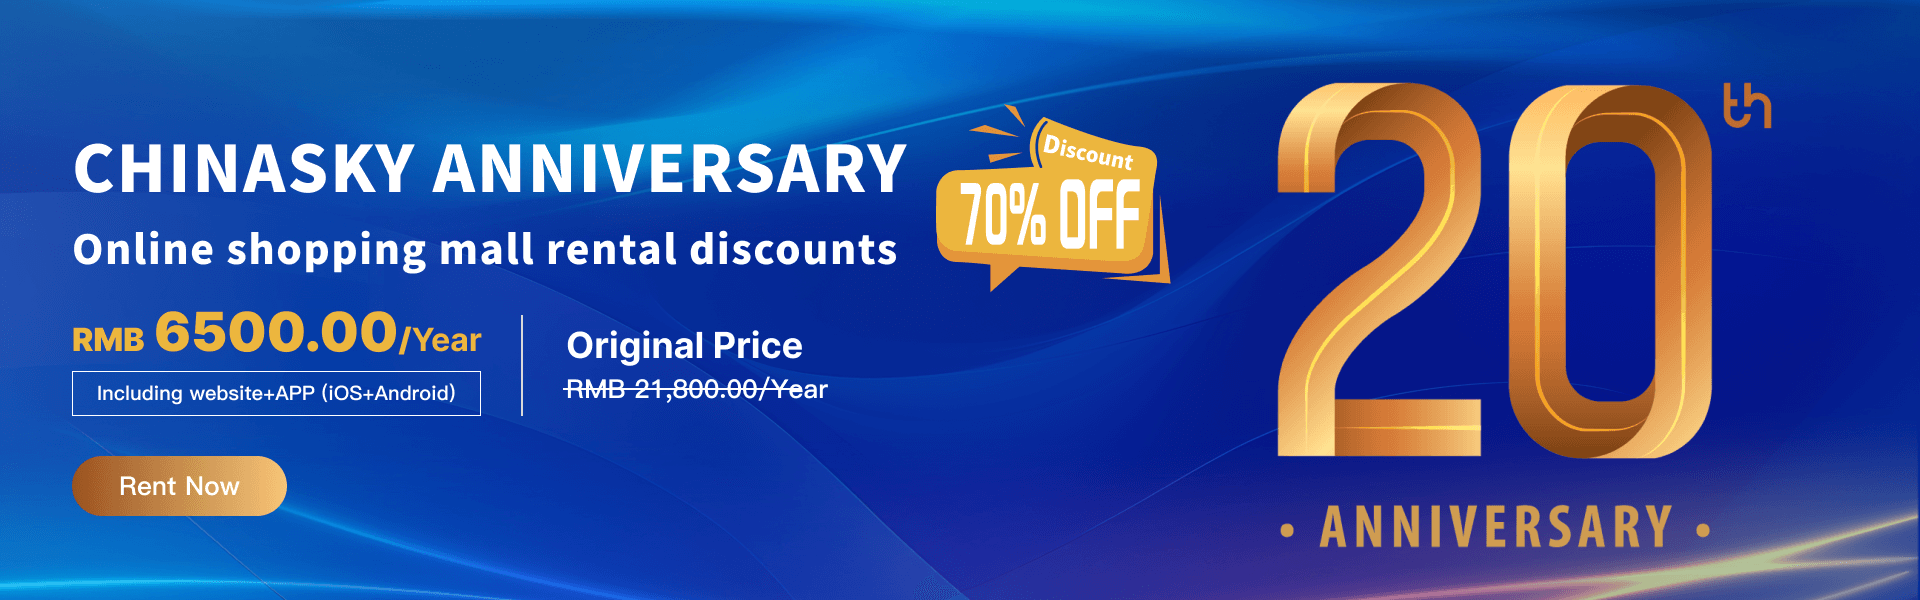 CHINASKY ANNIVERSARY
Online shopping mall rental discounts
Discount
70% OFF
RMB 6500.00/Year
Including website+APP (iOS+Android)
Original Price
RMB 21,800.00/Year
Rent Now
20th
• ANNIVERSARY •